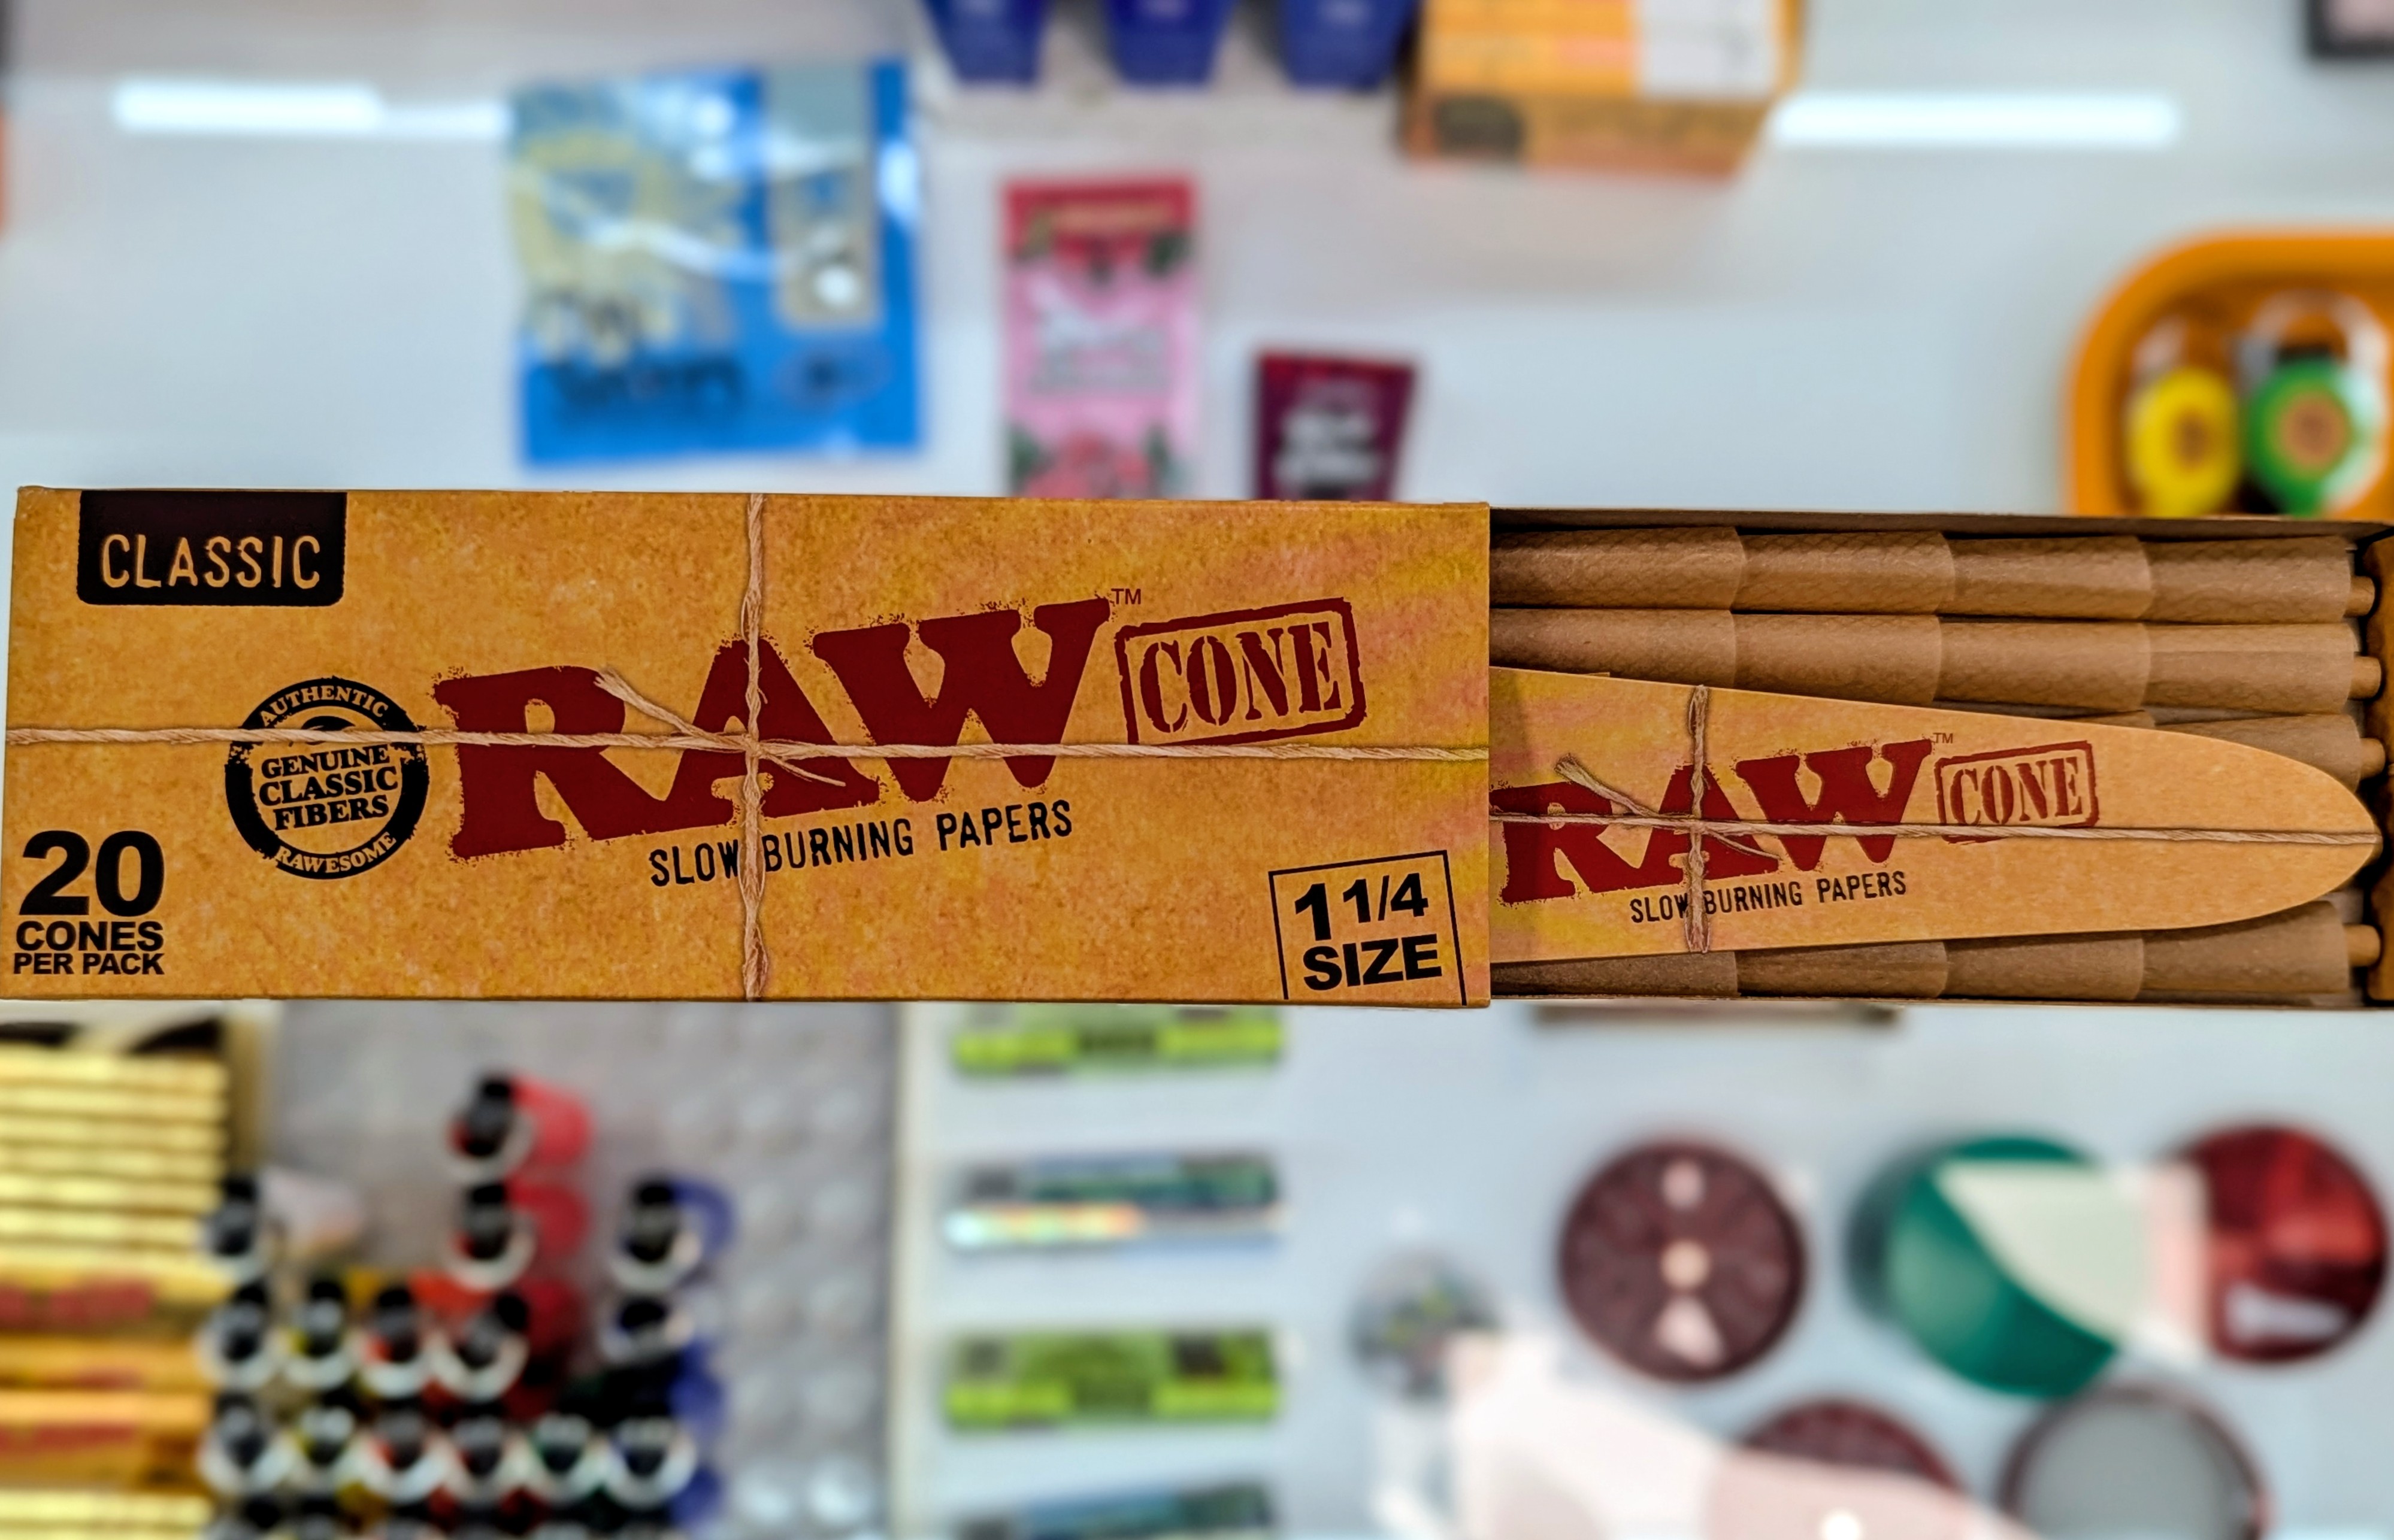 CLASSIC
RAW™ CONE
SLOW BURNING PAPERS
AUTHENTIC
GENUINE
CLASSIC
FIBERS
RAWESOME
20
CONES
PER PACK
1 1/4
SIZE
RAW™ CONE
SLOW BURNING PAPERS